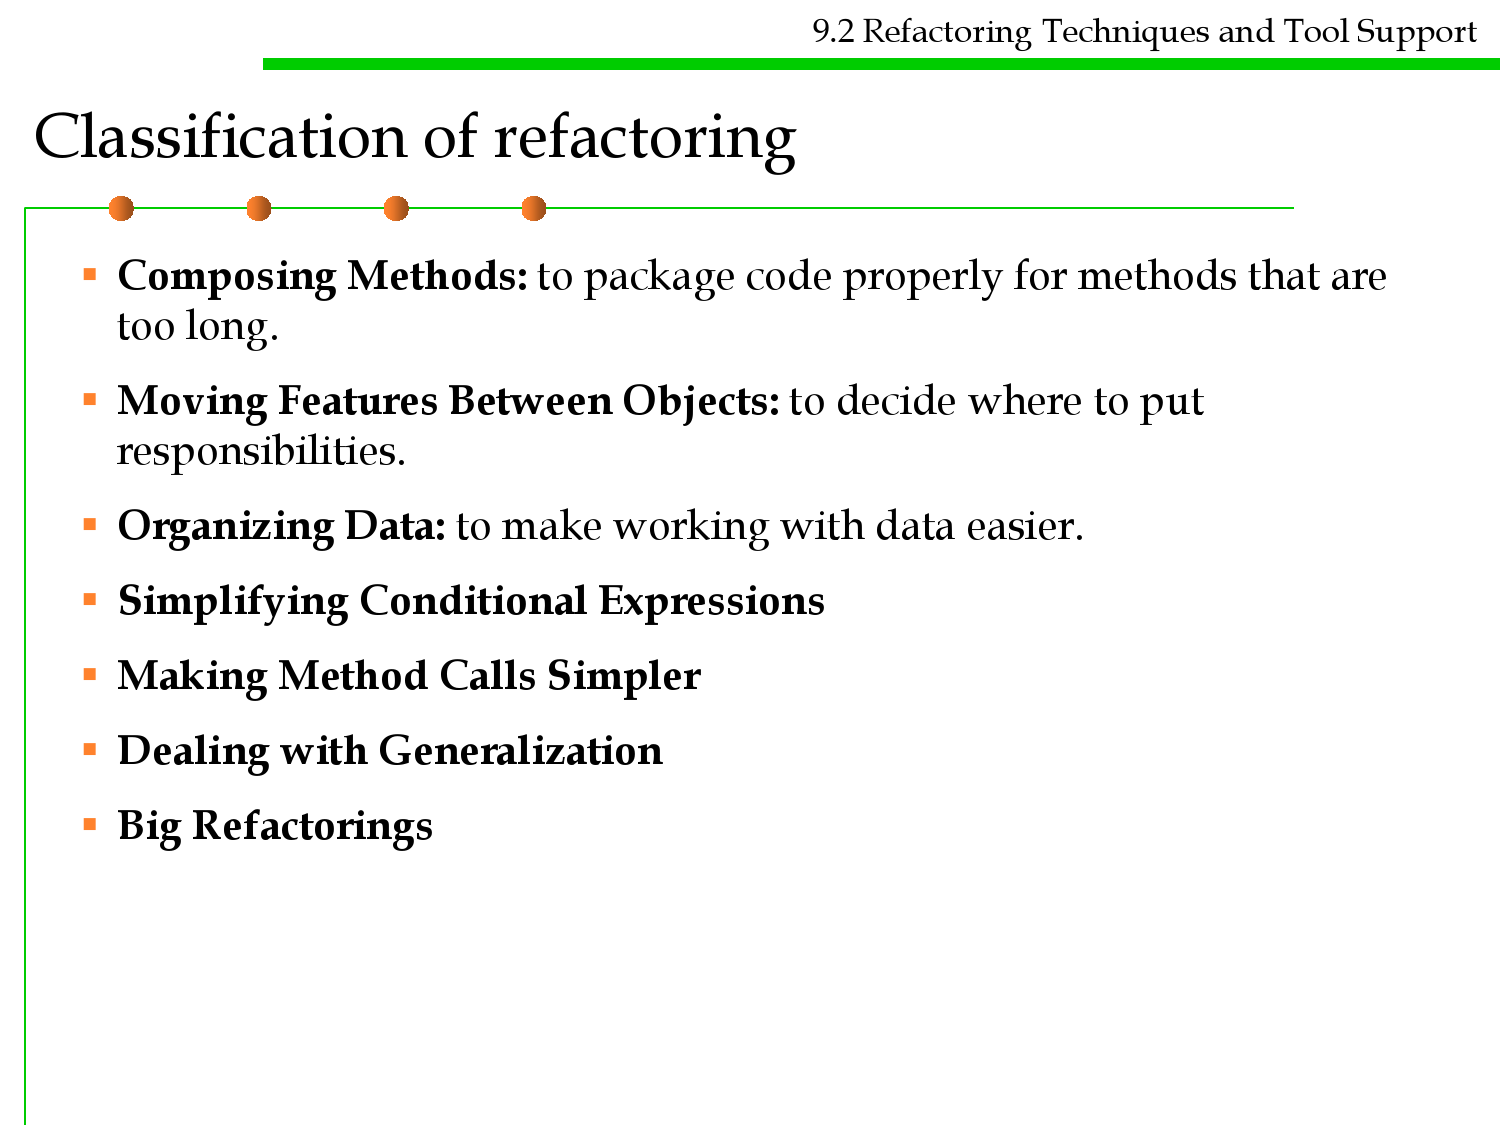 9.2 Refactoring Techniques and Tool Support
Classification of refactoring
▪ Composing Methods: to package code properly for methods that are
too long.
▪ Moving Features Between Objects: to decide where to put
responsibilities.
▪ Organizing Data: to make working with data easier.
▪ Simplifying Conditional Expressions
▪ Making Method Calls Simpler
▪ Dealing with Generalization
▪ Big Refactorings